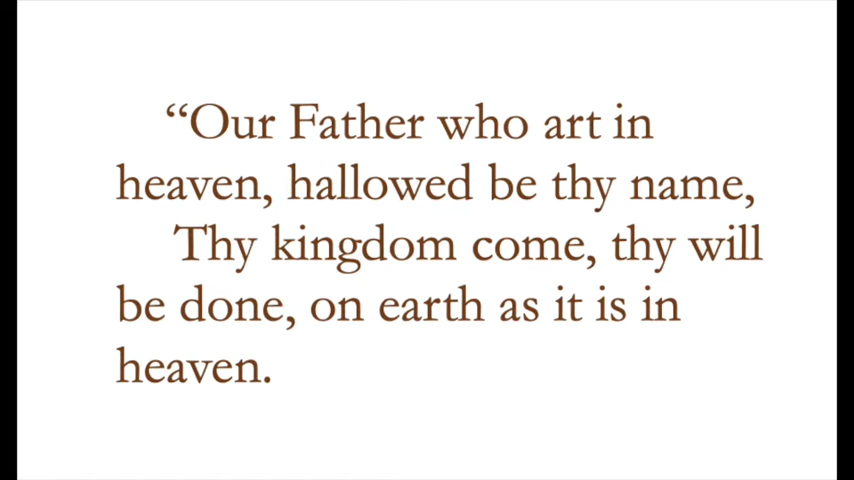 “Our Father who art in
heaven, hallowed be thy name,
Thy kingdom come, thy will
be done, on earth as it is in
heaven.